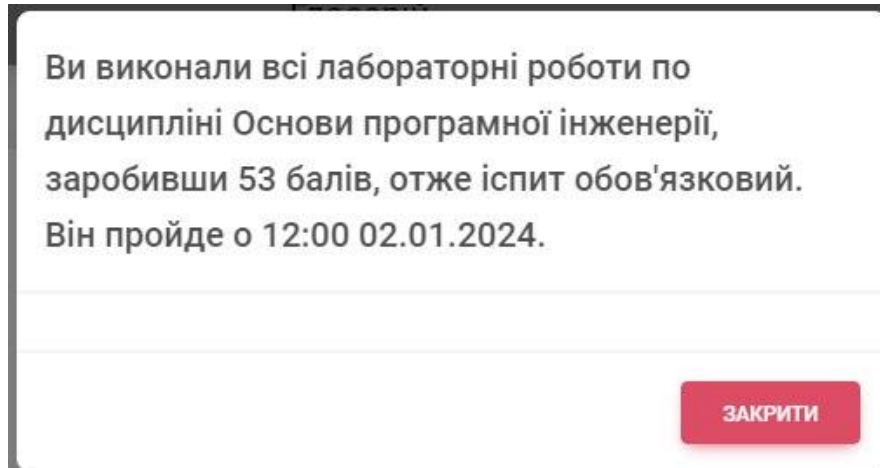 Ви виконали всі лабораторні роботи по
дисципліні Основи програмної інженерії,
заробивши 53 балів, отже іспит обов'язковий.
Він пройде о 12:00 02.01.2024.
ЗАКРИТИ